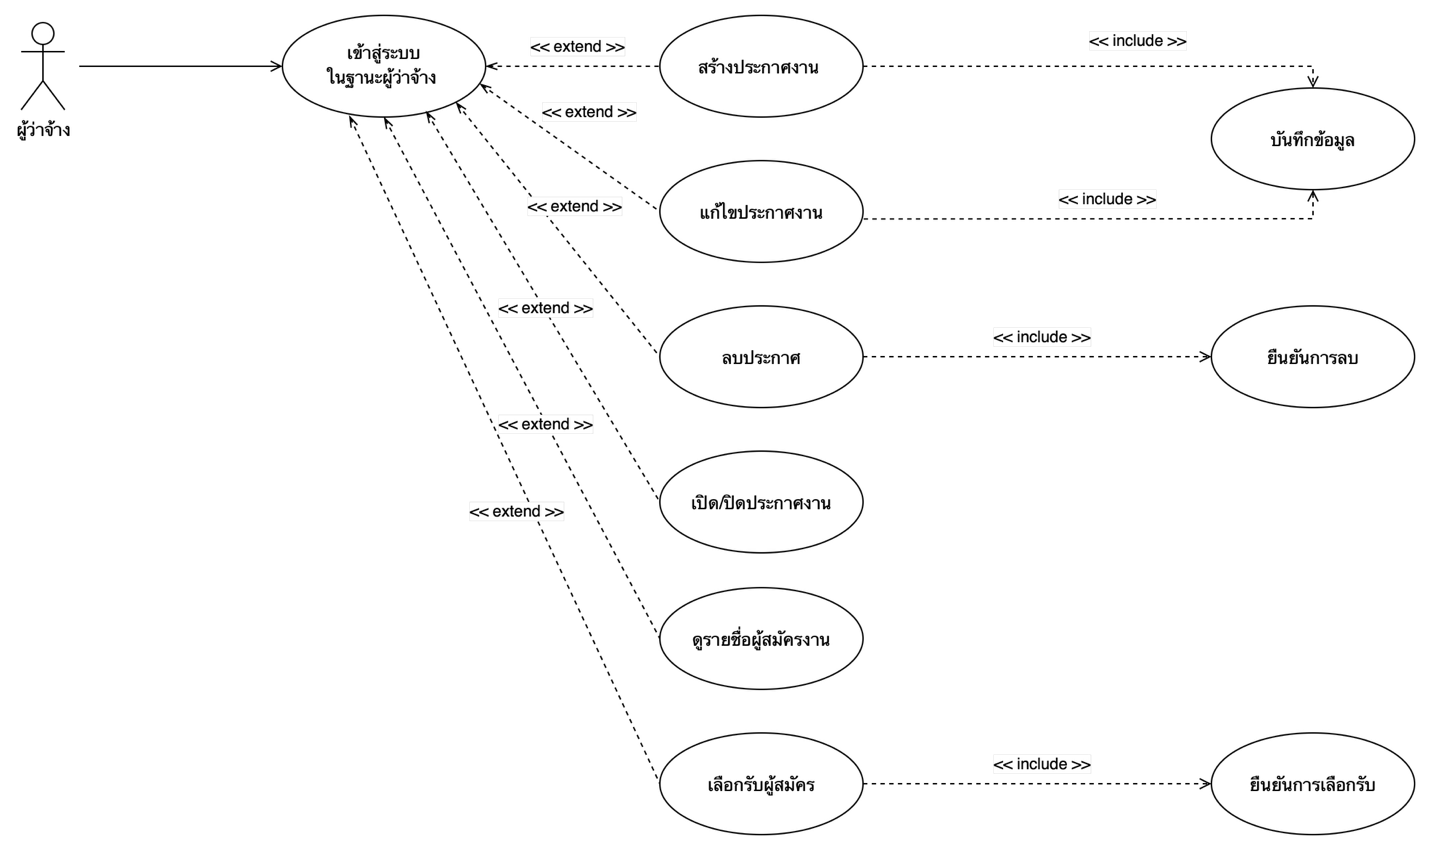 ผู้ว่าจ้าง
เข้าสู่ระบบ
ในฐานะผู้ว่าจ้าง
<< extend >>
สร้างประกาศงาน
<< include >>
บันทึกข้อมูล
<< extend >>
แก้ไขประกาศงาน
<< include >>
<< extend >>
ลบประกาศ
<< include >>
ยืนยันการลบ
<< extend >>
เปิด/ปิดประกาศงาน
<< extend >>
ดูรายชื่อผู้สมัครงาน
<< extend >>
เลือกรับผู้สมัคร
<< include >>
ยืนยันการเลือกรับ